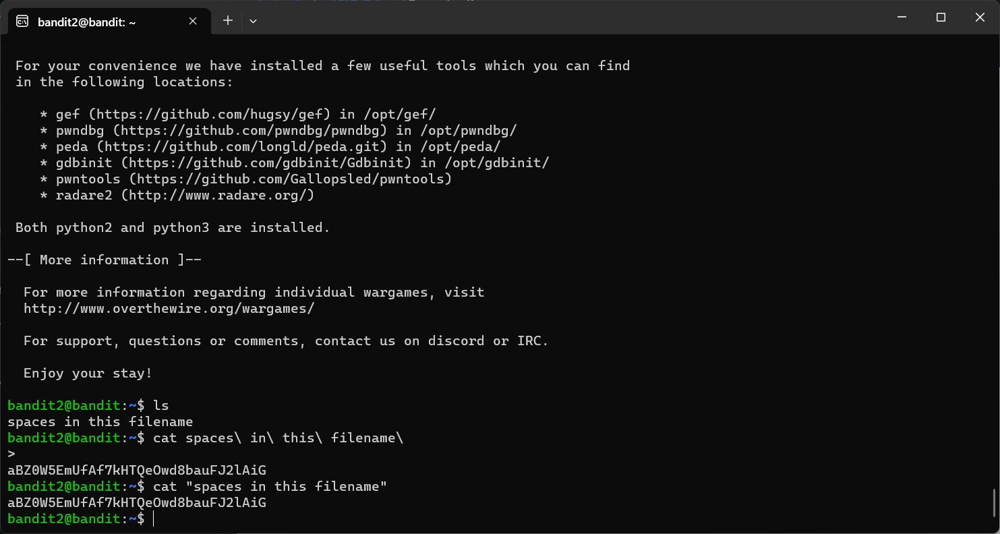 bandit2@bandit: ~
For your convenience we have installed a few useful tools which you can find
in the following locations:
* gef (https://github.com/hugsy/gef) in /opt/gef/
* pwndbg (https://github.com/pwndbg/pwndbg) in /opt/pwndbg/
* peda (https://github.com/longld/peda.git) in /opt/peda/
* gdbinit (https://github.com/gdbinit/Gdbinit) in /opt/gdbinit/
* pwntools (https://github.com/Gallopsled/pwntools)
* radare2 (http://www.radare.org/)
Both python2 and python3 are installed.
--[ More information ]--
For more information regarding individual wargames, visit
http://www.overthewire.org/wargames/
For support, questions or comments, contact us on discord or IRC.
Enjoy your stay!
bandit2@bandit:~$ ls
spaces in this filename
bandit2@bandit:~$ cat spaces\ in\ this\ filename\
>
aBZ0W5EmUfAf7kHTQeOwd8bauFJ2lAiG
bandit2@bandit:~$ cat "spaces in this filename"
aBZ0W5EmUfAf7kHTQeOwd8bauFJ2lAiG
bandit2@bandit:~$